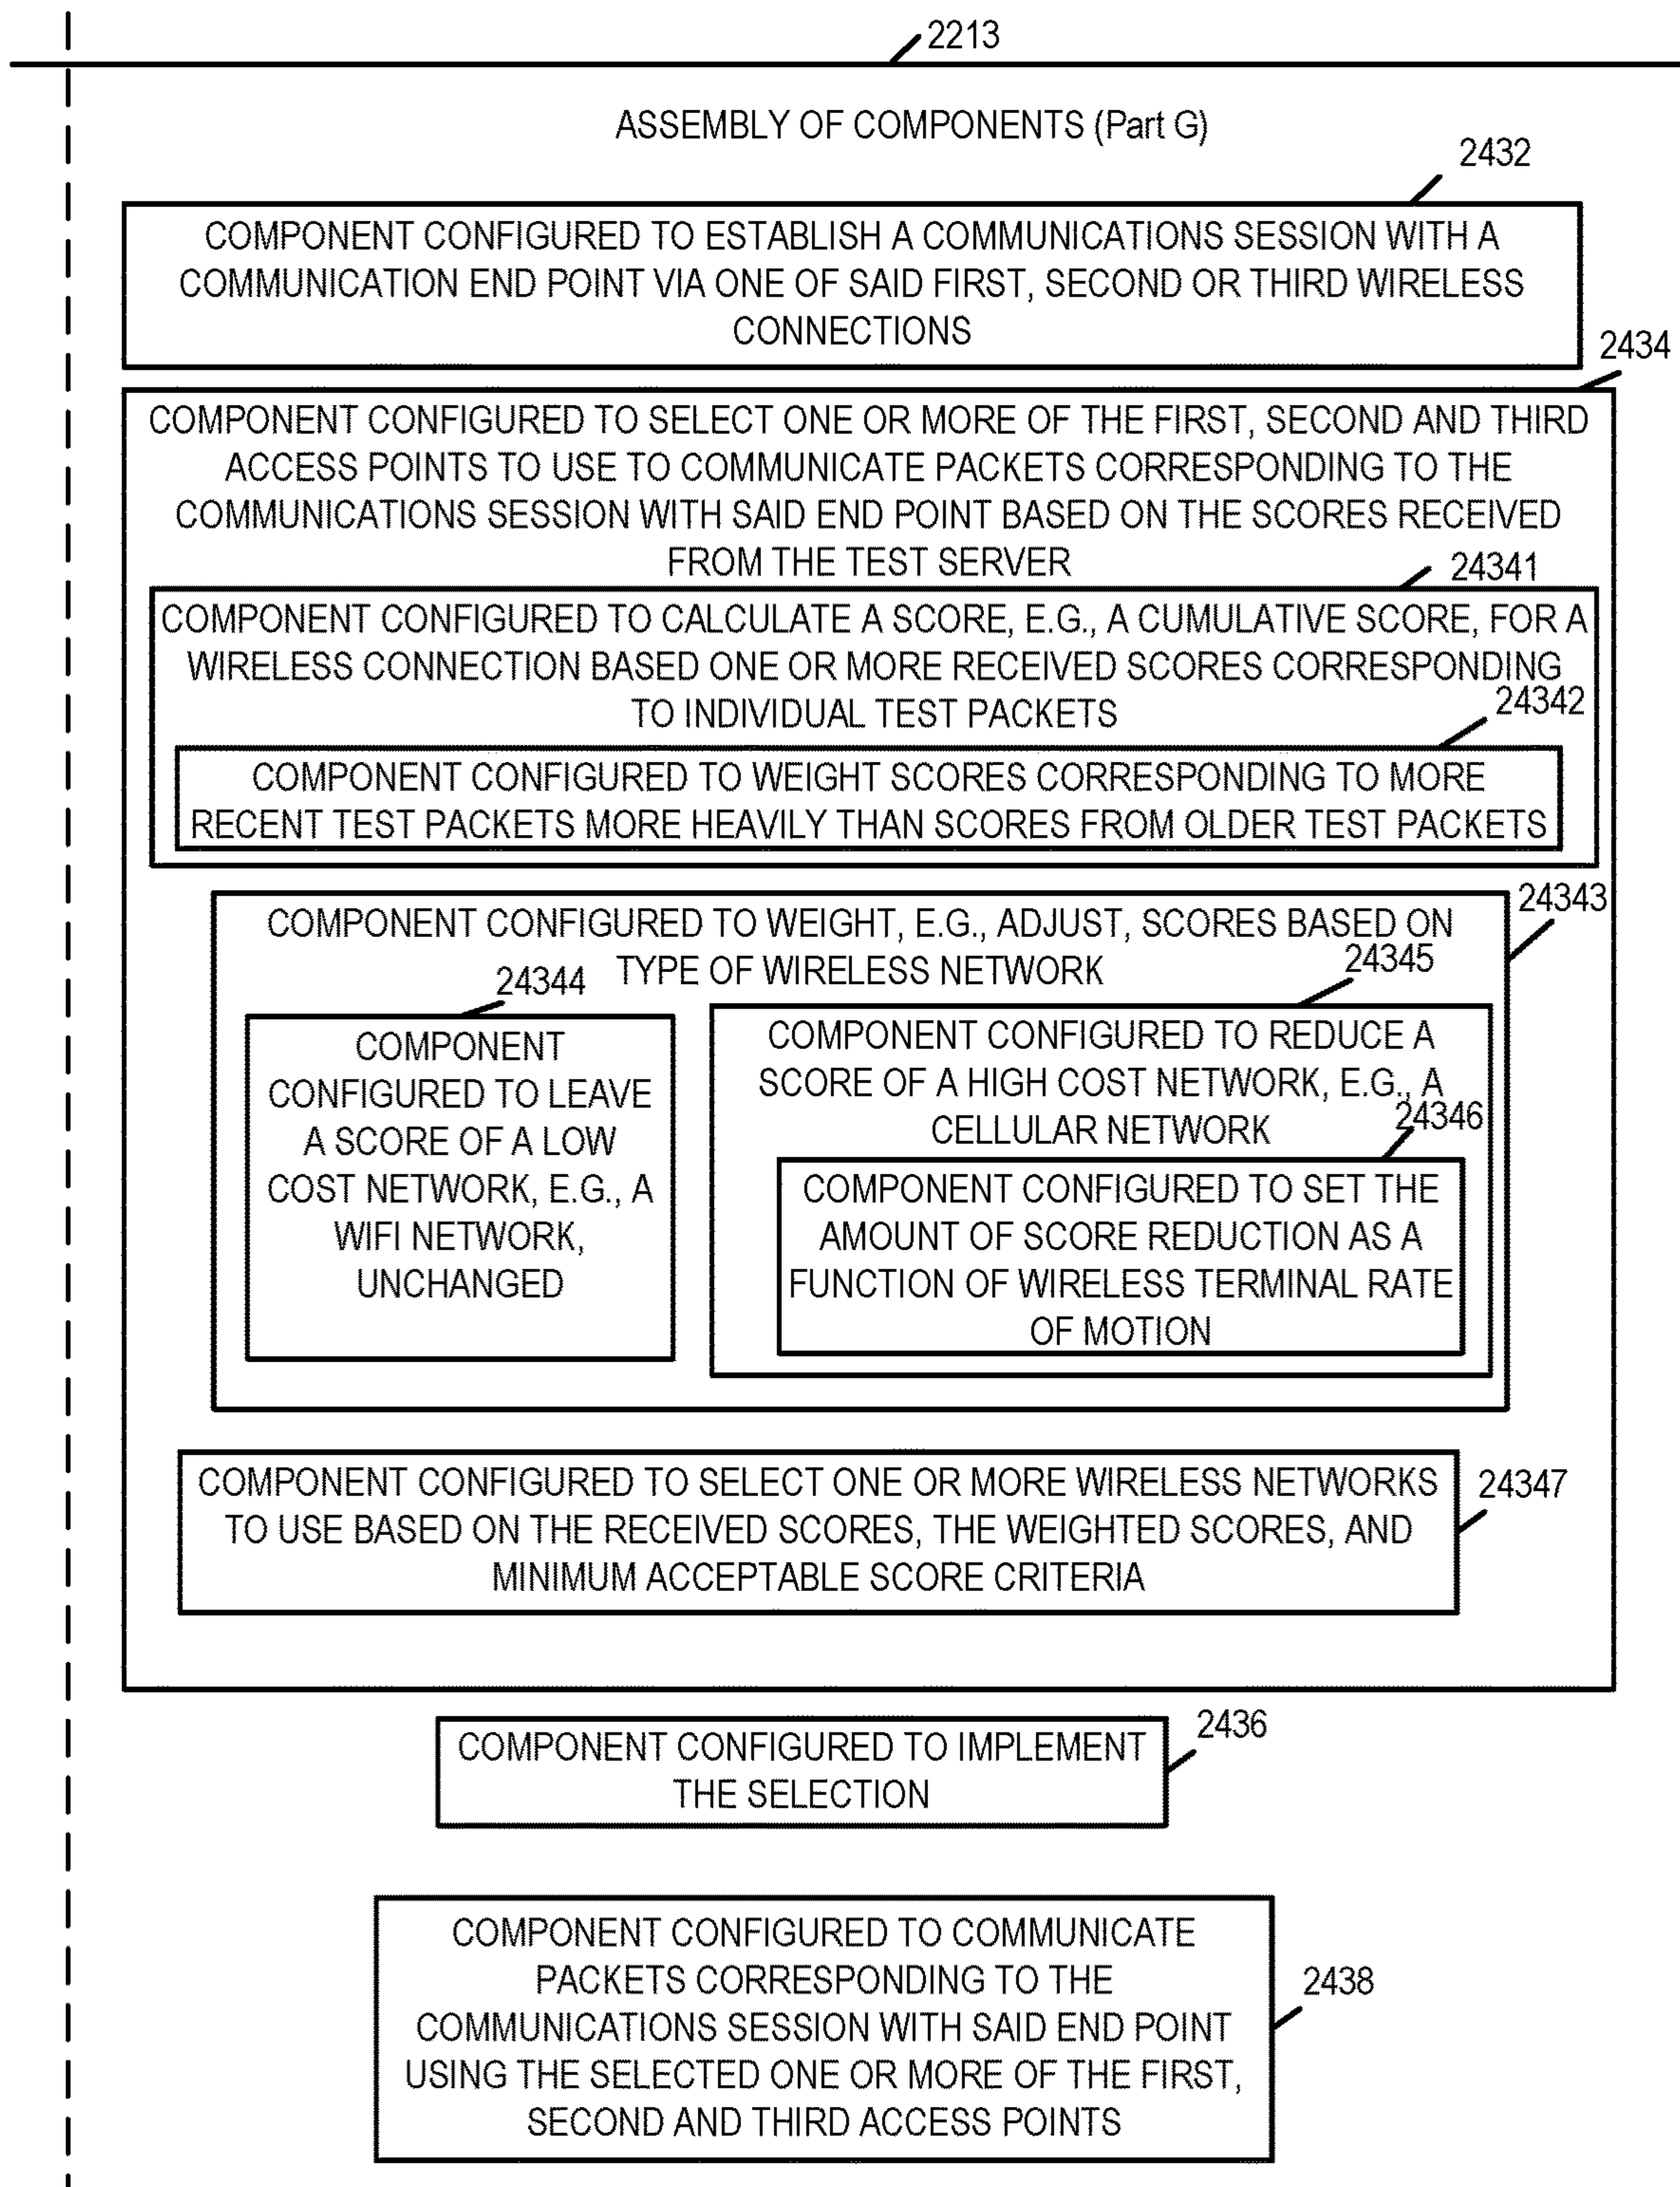 2213
ASSEMBLY OF COMPONENTS (Part G)
2432
COMPONENT CONFIGURED TO ESTABLISH A COMMUNICATIONS SESSION WITH A
COMMUNICATION END POINT VIA ONE OF SAID FIRST, SECOND OR THIRD WIRELESS
CONNECTIONS
2434
COMPONENT CONFIGURED TO SELECT ONE OR MORE OF THE FIRST, SECOND AND THIRD
ACCESS POINTS TO USE TO COMMUNICATE PACKETS CORRESPONDING TO THE
COMMUNICATIONS SESSION WITH SAID END POINT BASED ON THE SCORES RECEIVED
FROM THE TEST SERVER
24341
COMPONENT CONFIGURED TO CALCULATE A SCORE, E.G., A CUMULATIVE SCORE, FOR A
WIRELESS CONNECTION BASED ONE OR MORE RECEIVED SCORES CORRESPONDING
TO INDIVIDUAL TEST PACKETS
24342
COMPONENT CONFIGURED TO WEIGHT SCORES CORRESPONDING TO MORE
RECENT TEST PACKETS MORE HEAVILY THAN SCORES FROM OLDER TEST PACKETS
24343
COMPONENT CONFIGURED TO WEIGHT, E.G., ADJUST, SCORES BASED ON
TYPE OF WIRELESS NETWORK
24344
COMPONENT
CONFIGURED TO LEAVE
A SCORE OF A LOW
COST NETWORK, E.G., A
WIFI NETWORK,
UNCHANGED
24345
COMPONENT CONFIGURED TO REDUCE A
SCORE OF A HIGH COST NETWORK, E.G., A
CELLULAR NETWORK
24346
COMPONENT CONFIGURED TO SET THE
AMOUNT OF SCORE REDUCTION AS A
FUNCTION OF WIRELESS TERMINAL RATE
OF MOTION
COMPONENT CONFIGURED TO SELECT ONE OR MORE WIRELESS NETWORKS
TO USE BASED ON THE RECEIVED SCORES, THE WEIGHTED SCORES, AND
MINIMUM ACCEPTABLE SCORE CRITERIA
24347
COMPONENT CONFIGURED TO IMPLEMENT
THE SELECTION
2436
COMPONENT CONFIGURED TO COMMUNICATE
PACKETS CORRESPONDING TO THE
COMMUNICATIONS SESSION WITH SAID END POINT
USING THE SELECTED ONE OR MORE OF THE FIRST,
SECOND AND THIRD ACCESS POINTS
2438